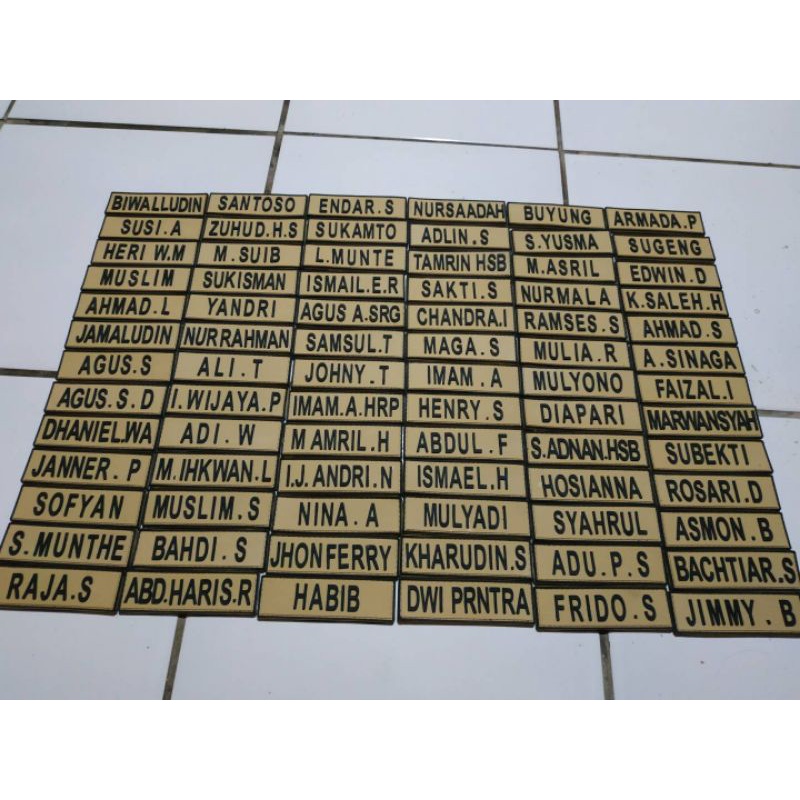 BIWALLUDIN SANTOSO ENDAR.S NURSAADAH BUYUNG ARMADA.P
SUSI.A ZUHUD.H.S SUKAMTO ADLIN.S S.YUSMA SUGENG
HERI W.M M.SUIB L.MUNTE TAMRIN HSB M.ASRIL EDWIN.D
MUSLIM SUKISMAN ISMAIL.E.R SAKTI.S NURMALA K.SALEH.H
AHMAD.L YANDRI AGUS A.SRG CHANDRA.I RAMSES.S AHMAD.S
JAMALUDIN NURRAHMAN SAMSUL.T MAGA.S MULIA.R A.SINAGA
AGUS.S ALI.T JOHNY.T IMAM.A MULYONO FAIZAL.I
AGUS.S.D I.WIJAYA.P IMAM.A.HRP HENRY.S DIAPARI MARWANSYAH
DHANIEL.WA ADI.W M AMRIL.H ABDUL.F S.ADNAN.HSB SUBEKTI
JANNER.P M.IHKWAN.L I.J.ANDRI.N ISMAEL.H HOSIANNA ROSARI.D
SOFYAN MUSLIM.S NINA.A MULYADI SYAHRUL ASMON.B
S.MUNTHE BAHDI.S JHONFERRY KHARUDIN.S ADU.P.S BACHTIAR.S
RAJA.S ABD.HARIS.R HABIB DWI PRNTRA FRIDO.S JIMMY.B